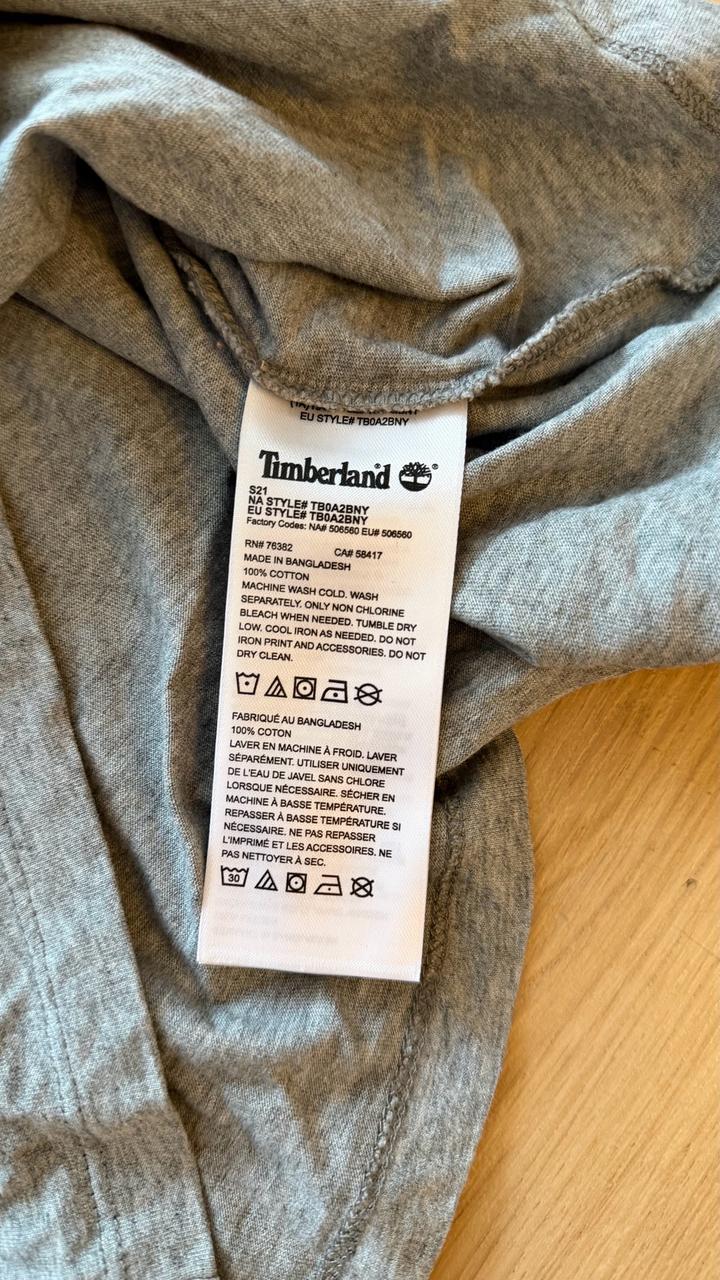 EU STYLE# TB0A2BNY
Timberland®
S21
NA STYLE# TB0A2BNY
EU STYLE# TB0A2BNY
Factory Codes: NA# 506560 EU# 506560
RN# 76382 CA# 58417
MADE IN BANGLADESH
100% COTTON
MACHINE WASH COLD. WASH
SEPARATELY. ONLY NON CHLORINE
BLEACH WHEN NEEDED. TUMBLE DRY
LOW. COOL IRON AS NEEDED. DO NOT
IRON PRINT AND ACCESSORIES. DO NOT
DRY CLEAN.
FABRIQUÉ AU BANGLADESH
100% COTON
LAVER EN MACHINE À FROID. LAVER
SÉPARÉMENT. UTILISER UNIQUEMENT
DE L'EAU DE JAVEL SANS CHLORE
LORSQUE NÉCESSAIRE. SÉCHER EN
MACHINE À BASSE TEMPÉRATURE.
REPASSER À BASSE TEMPÉRATURE SI
NÉCESSAIRE. NE PAS REPASSER
L'IMPRIMÉ ET LES ACCESSOIRES. NE
PAS NETTOYER À SEC.
30